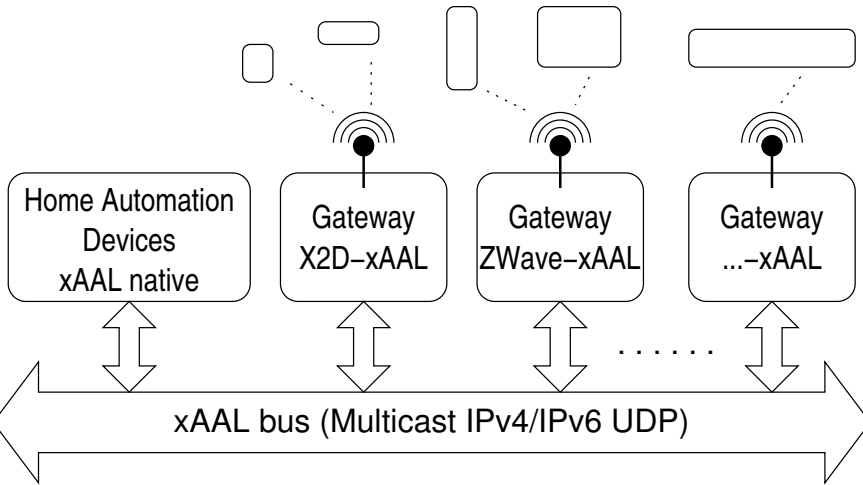 Home Automation
Devices
xAAL native
Gateway
X2D–xAAL
Gateway
ZWave–xAAL
Gateway
...–xAAL
. . . . . .
xAAL bus (Multicast IPv4/IPv6 UDP)